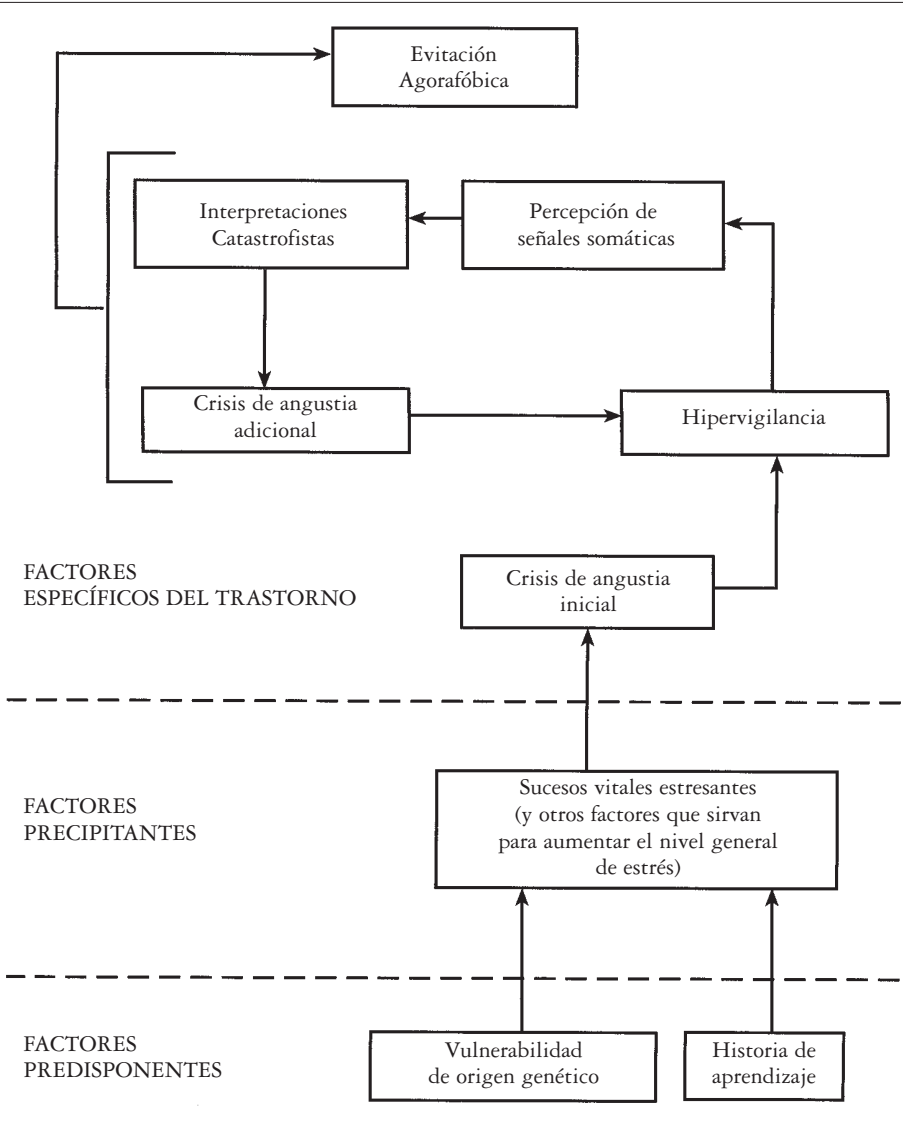 Evitación
Agorafóbica
Interpretaciones
Catastrofistas
Percepción de
señales somáticas
Crisis de angustia
adicional
Hipervigilancia
FACTORES
ESPECÍFICOS DEL TRASTORNO
Crisis de angustia
inicial
FACTORES
PRECIPITANTES
Sucesos vitales estresantes
(y otros factores que sirvan
para aumentar el nivel general
de estrés)
FACTORES
PREDISPONENTES
Vulnerabilidad
de origen genético
Historia de
aprendizaje